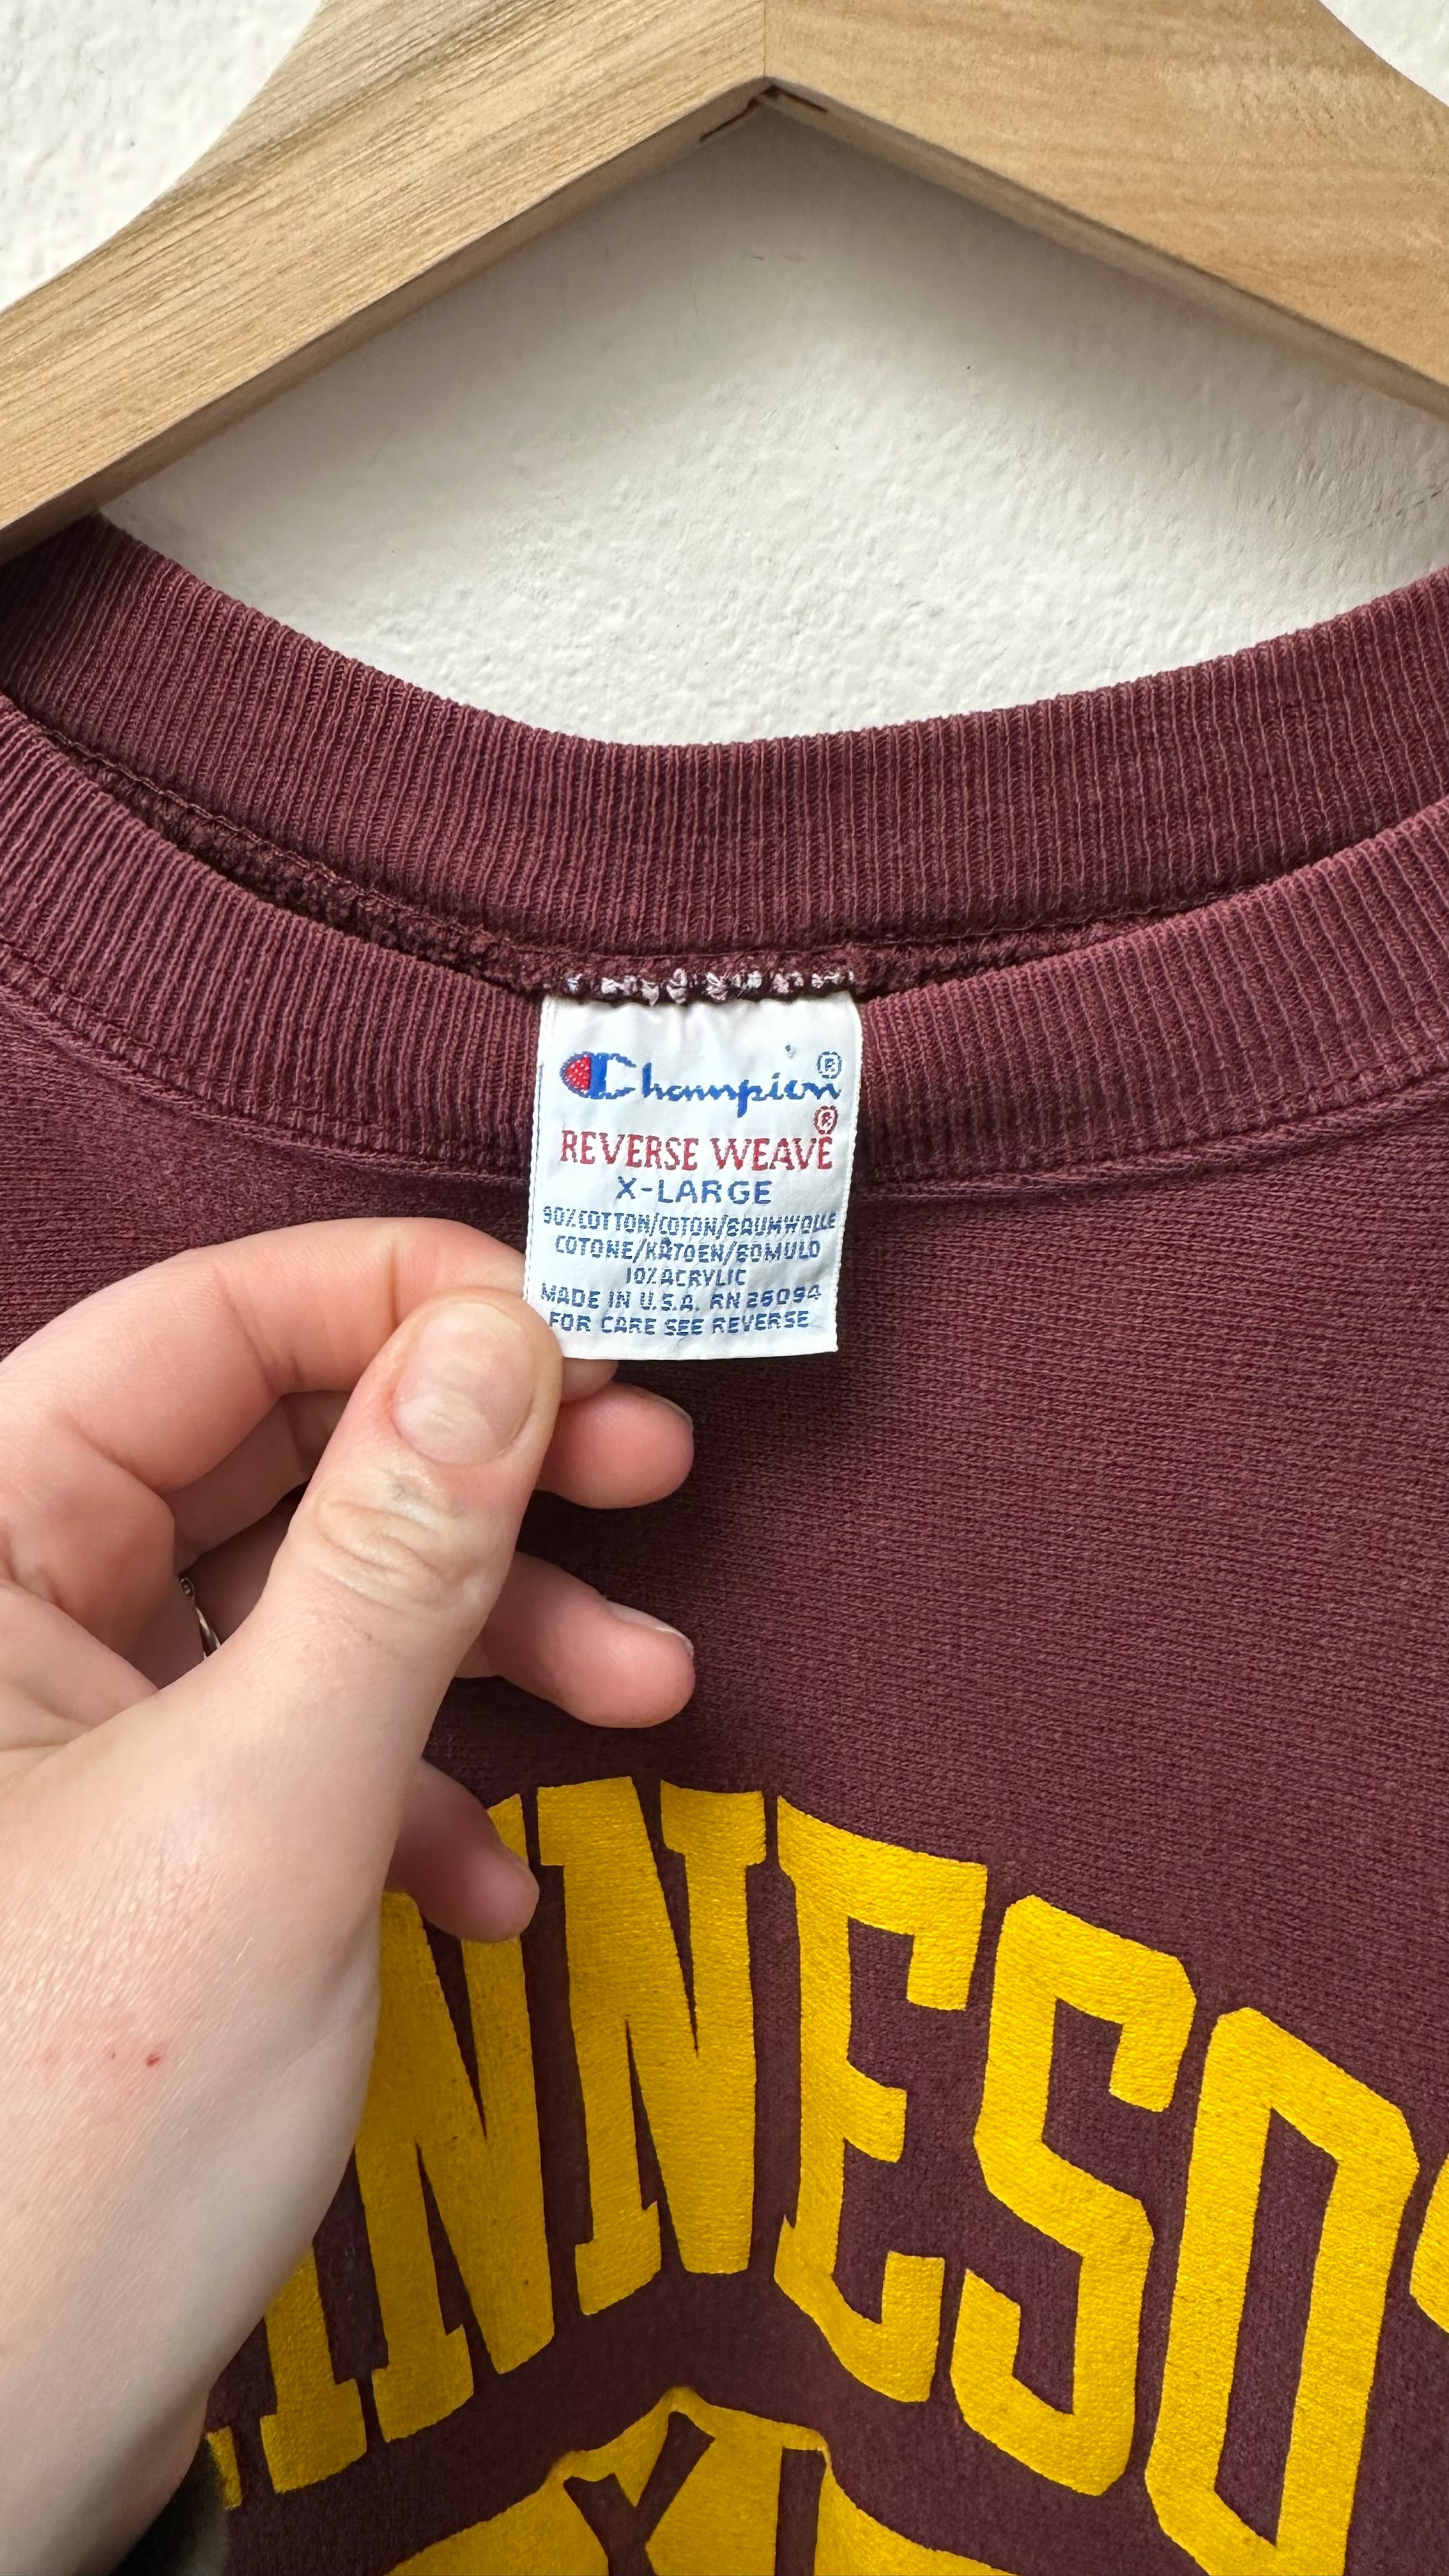 Champion®
REVERSE WEAVE®
X-LARGE
90% COTTON/COTON/BAUMWOLLE
COTONE/KATOEN/BOMULD
10% ACRYLIC
MADE IN U.S.A. RN 26094
FOR CARE SEE REVERSE
INNESO